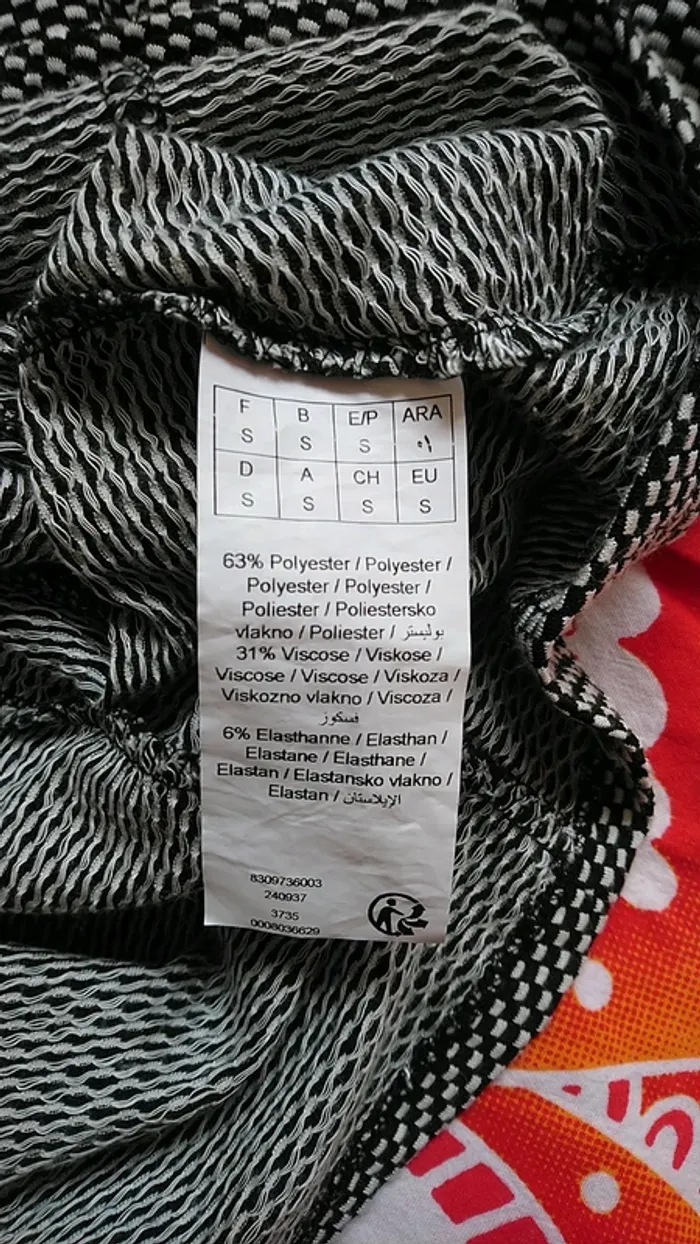 F B E/P ARA
S S S ٠١
D A CH EU
S S S S
63% Polyester / Polyester /
Polyester / Polyester /
Poliester / Poliestersko
vlakno / Poliester / بوليستر
31% Viscose / Viskose /
Viscose / Viscose / Viskoza /
Viskozno vlakno / Viscoza /
فسكوز
6% Elasthanne / Elasthan /
Elastane / Elasthane /
Elastan / Elastansko vlakno /
Elastan / الإيلاستان
8309736003
240937
3735
0008036629